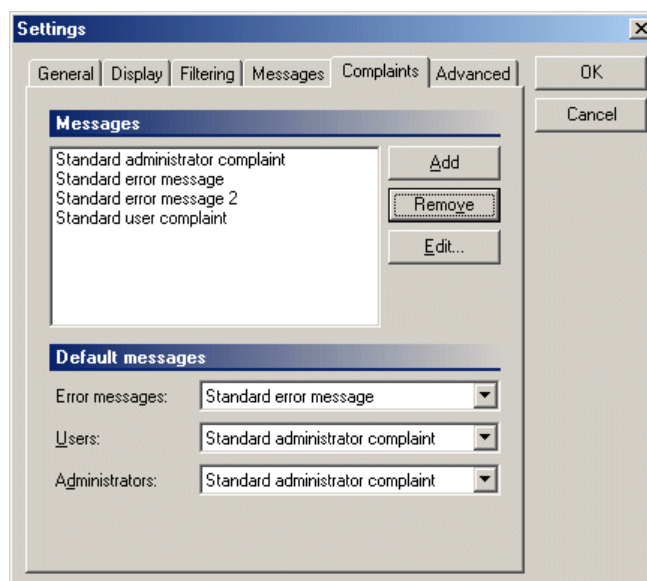 Settings
General Display Filtering Messages Complaints Advanced
OK
Cancel
Messages
Standard administrator complaint
Standard error message
Standard error message 2
Standard user complaint
Add
Remove
Edit...
Default messages
Error messages: Standard error message
Users: Standard administrator complaint
Administrators: Standard administrator complaint